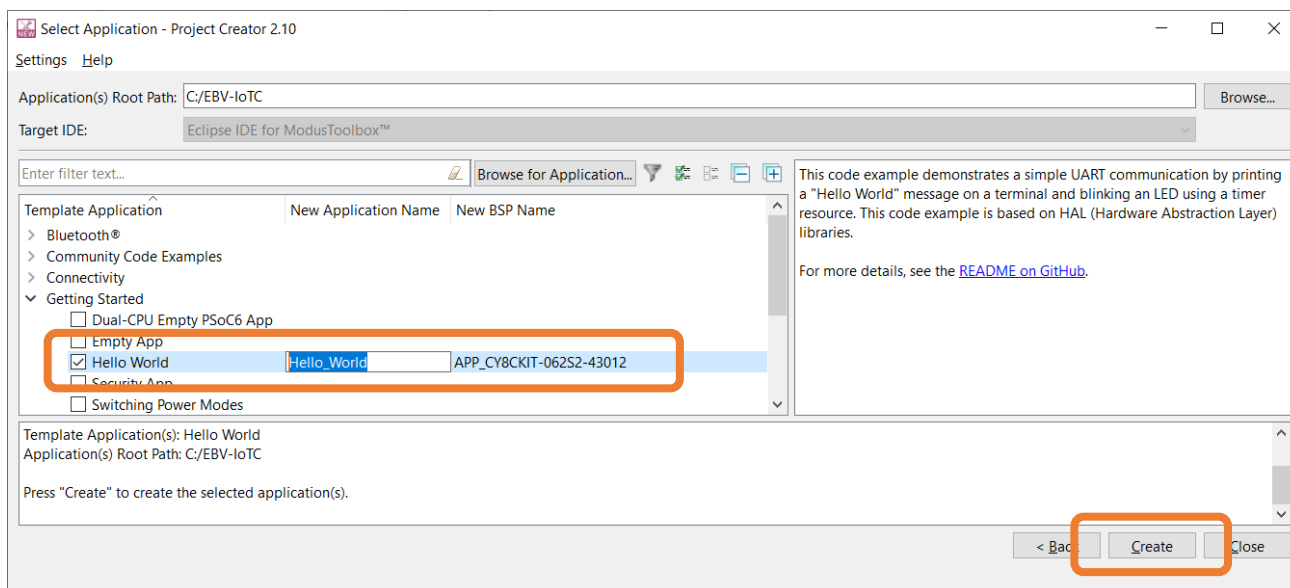 Select Application - Project Creator 2.10
Settings Help
Application(s) Root Path: C:/EBV-IoTC Browse...
Target IDE: Eclipse IDE for ModusToolbox™
Enter filter text... Browse for Application...
Template Application New Application Name New BSP Name
Bluetooth®
Community Code Examples
Connectivity
Getting Started
Dual-CPU Empty PSoC6 App
Empty App
Hello World Hello_World APP_CY8CKIT-062S2-43012
Security App
Switching Power Modes
This code example demonstrates a simple UART communication by printing
a "Hello World" message on a terminal and blinking an LED using a timer
resource. This code example is based on HAL (Hardware Abstraction Layer)
libraries.
For more details, see the README on GitHub.
Template Application(s): Hello World
Application(s) Root Path: C:/EBV-IoTC
Press "Create" to create the selected application(s).
< Back Create Close